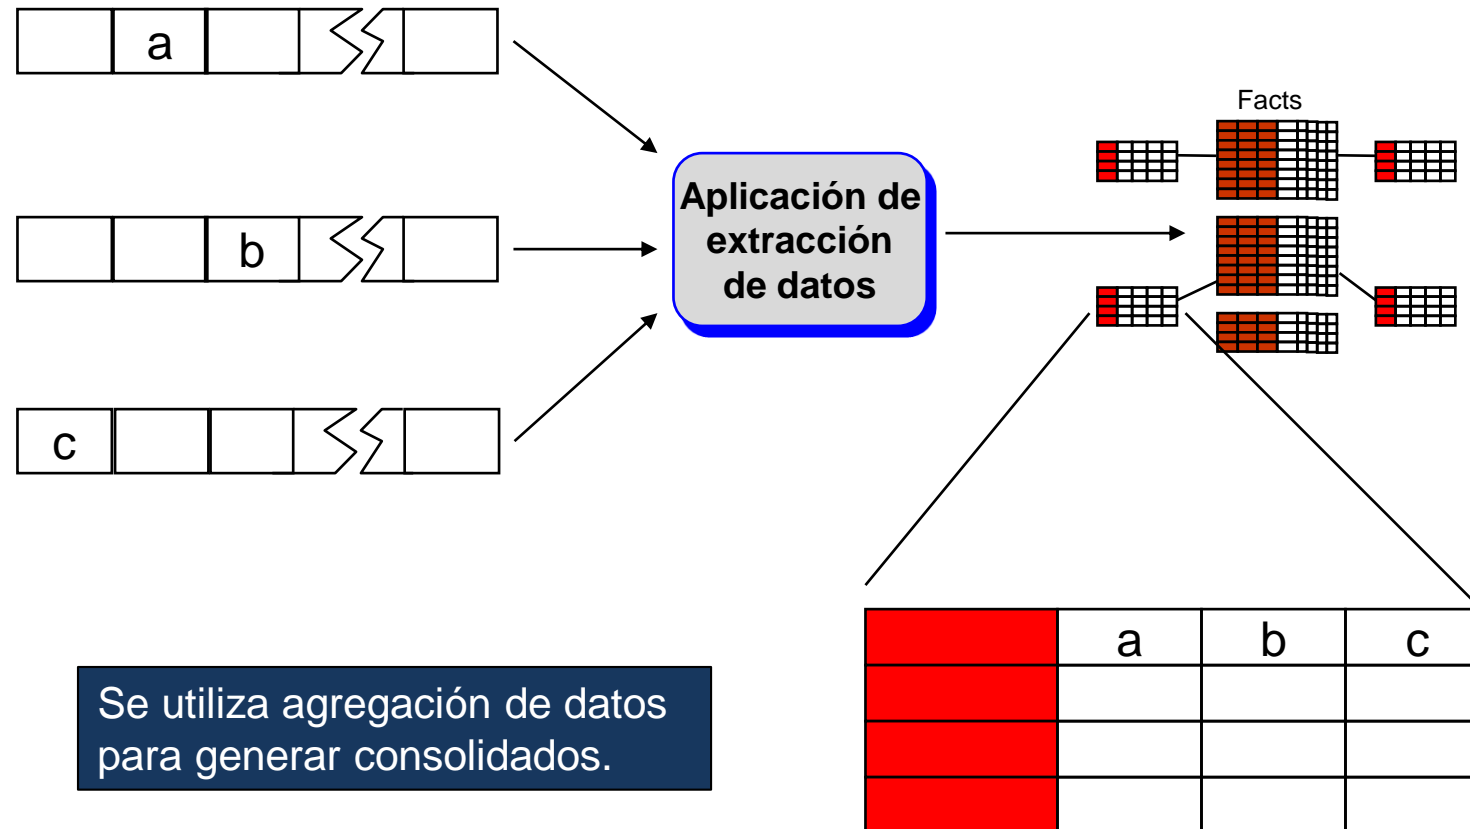 a
b
c
Aplicación de
extracción
de datos
Facts
a b c
Se utiliza agregación de datos
para generar consolidados.